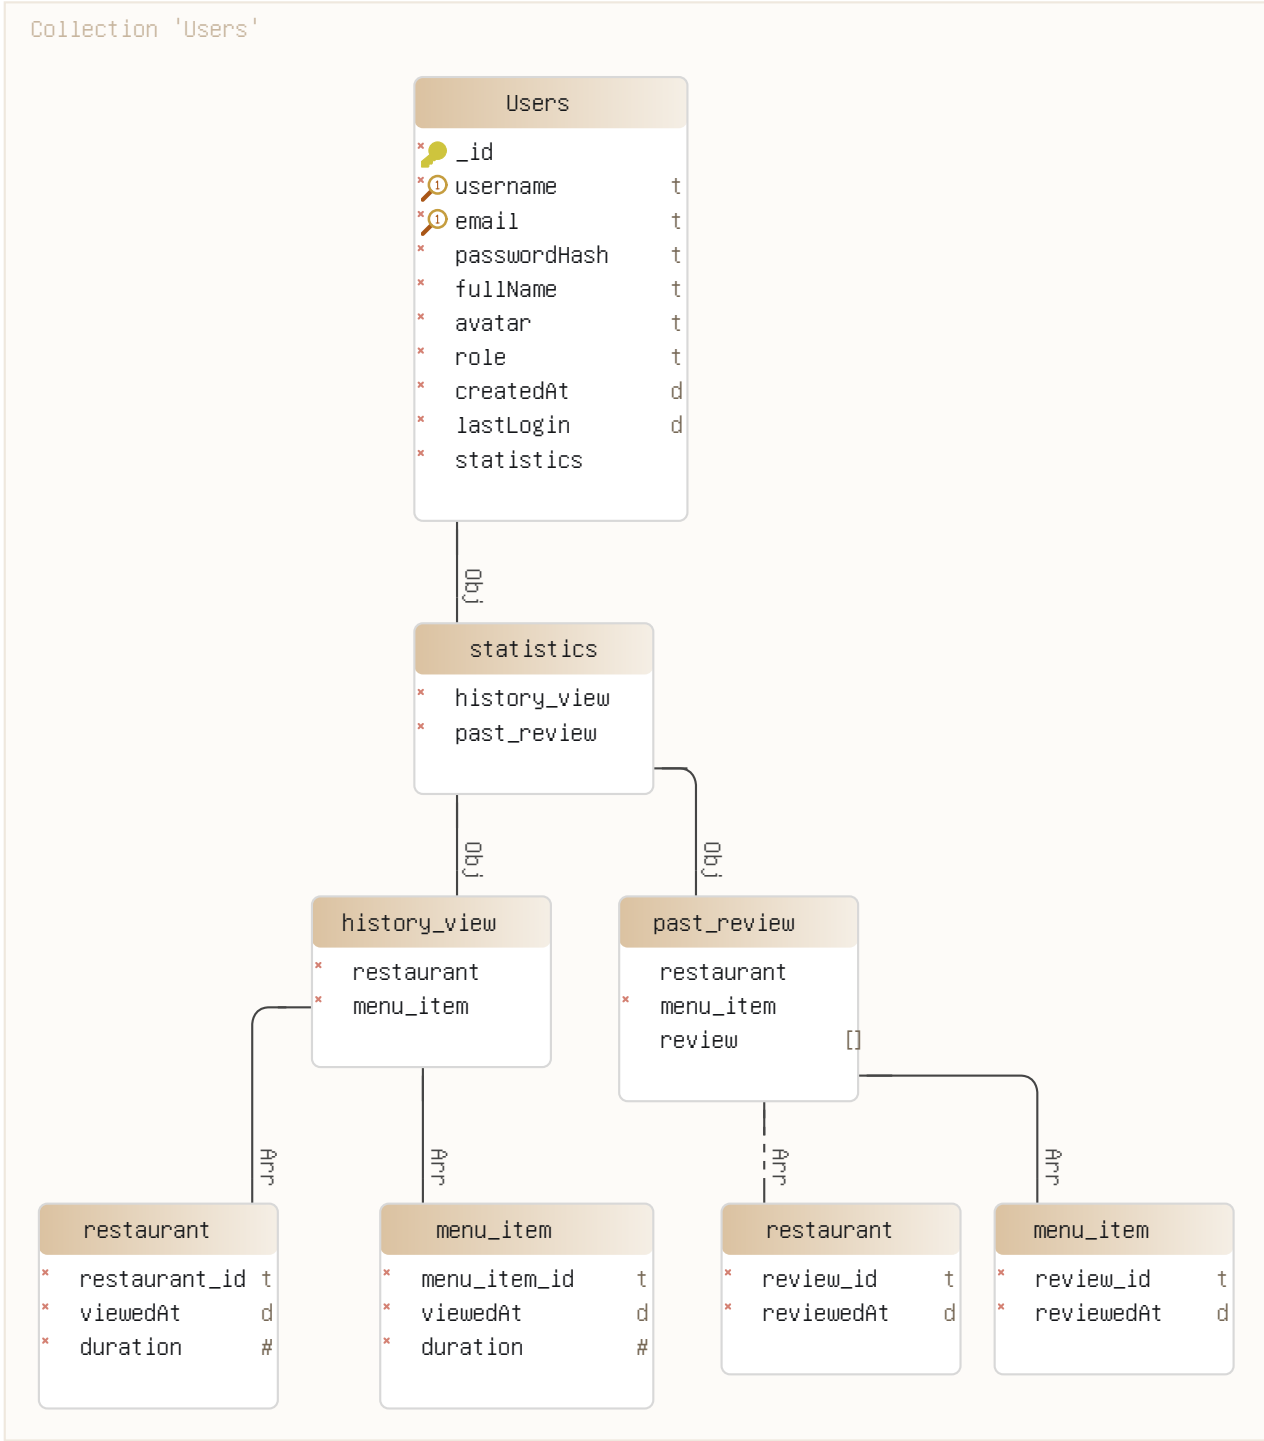 Collection 'Users'
Users
_id
1 username t
1 email t
passwordHash t
fullName t
avatar t
role t
createdAt d
lastLogin d
statistics
Obj
statistics
history_view
past_review
Obj
Obj
history_view
restaurant
menu_item
past_review
restaurant
menu_item
review []
Arr
Arr
Arr
Arr
restaurant
restaurant_id t
viewedAt d
duration #
menu_item
menu_item_id t
viewedAt d
duration #
restaurant
review_id t
reviewedAt d
menu_item
review_id t
reviewedAt d